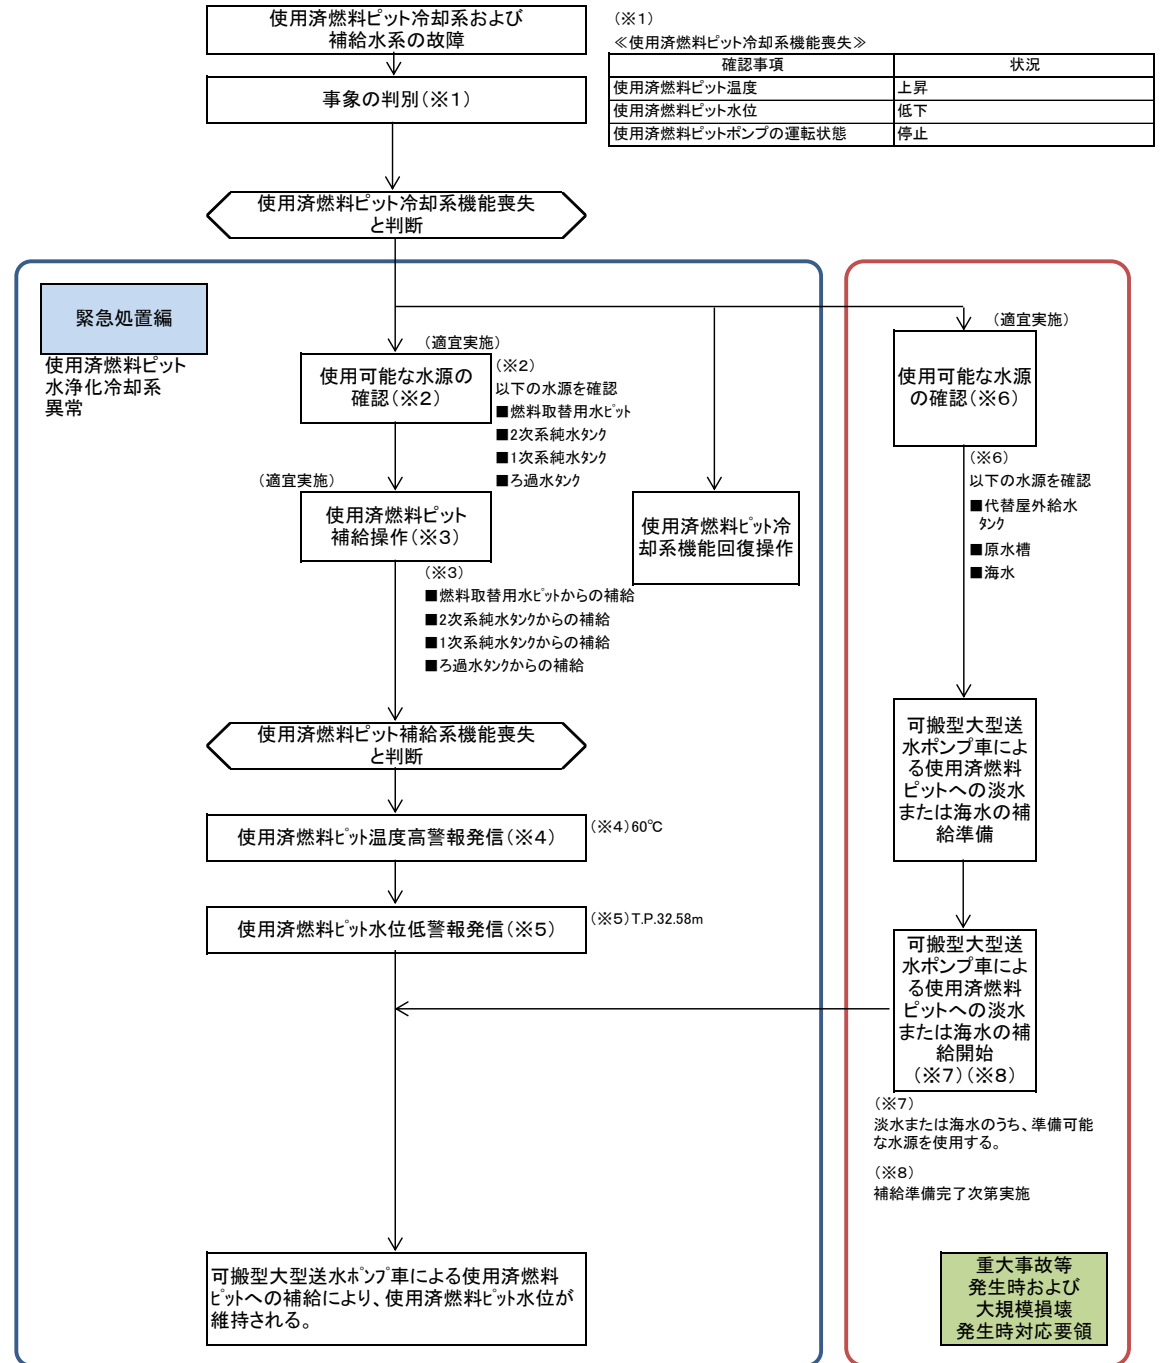 使用済燃料ピット冷却系および
補給水系の故障
事象の判別(※1)
使用済燃料ピット冷却系機能喪失
と判断
(※1)
≪使用済燃料ピット冷却系機能喪失≫
確認事項 状況
使用済燃料ピット温度 上昇
使用済燃料ピット水位 低下
使用済燃料ピットポンプの運転状態 停止
緊急処置編
使用済燃料ピット
水浄化冷却系
異常
(適宜実施)
使用可能な水源の
確認(※2)
(※2)
以下の水源を確認
■燃料取替用水ピット
■2次系純水タンク
■1次系純水タンク
■ろ過水タンク
(適宜実施)
使用済燃料ピット
補給操作(※3)
(※3)
■燃料取替用水ピットからの補給
■2次系純水タンクからの補給
■1次系純水タンクからの補給
■ろ過水タンクからの補給
使用済燃料ピット冷
却系機能回復操作
使用済燃料ピット補給系機能喪失
と判断
使用済燃料ピット温度高警報発信(※4)
(※4)60℃
使用済燃料ピット水位低警報発信(※5)
(※5)T.P.32.58m
可搬型大型送水ポンプ車による使用済燃料
ピットへの補給により、使用済燃料ピット水位が
維持される。
(適宜実施)
使用可能な水源
の確認(※6)
(※6)
以下の水源を確認
■代替屋外給水
タンク
■原水槽
■海水
可搬型大型送
水ポンプ車によ
る使用済燃料
ピットへの淡水
または海水の補
給準備
可搬型大型送
水ポンプ車によ
る使用済燃料
ピットへの淡水
または海水の補
給開始
(※7)(※8)
(※7)
淡水または海水のうち、準備可能
な水源を使用する。
(※8)
補給準備完了次第実施
重大事故等
発生時および
大規模損壊
発生時対応要領